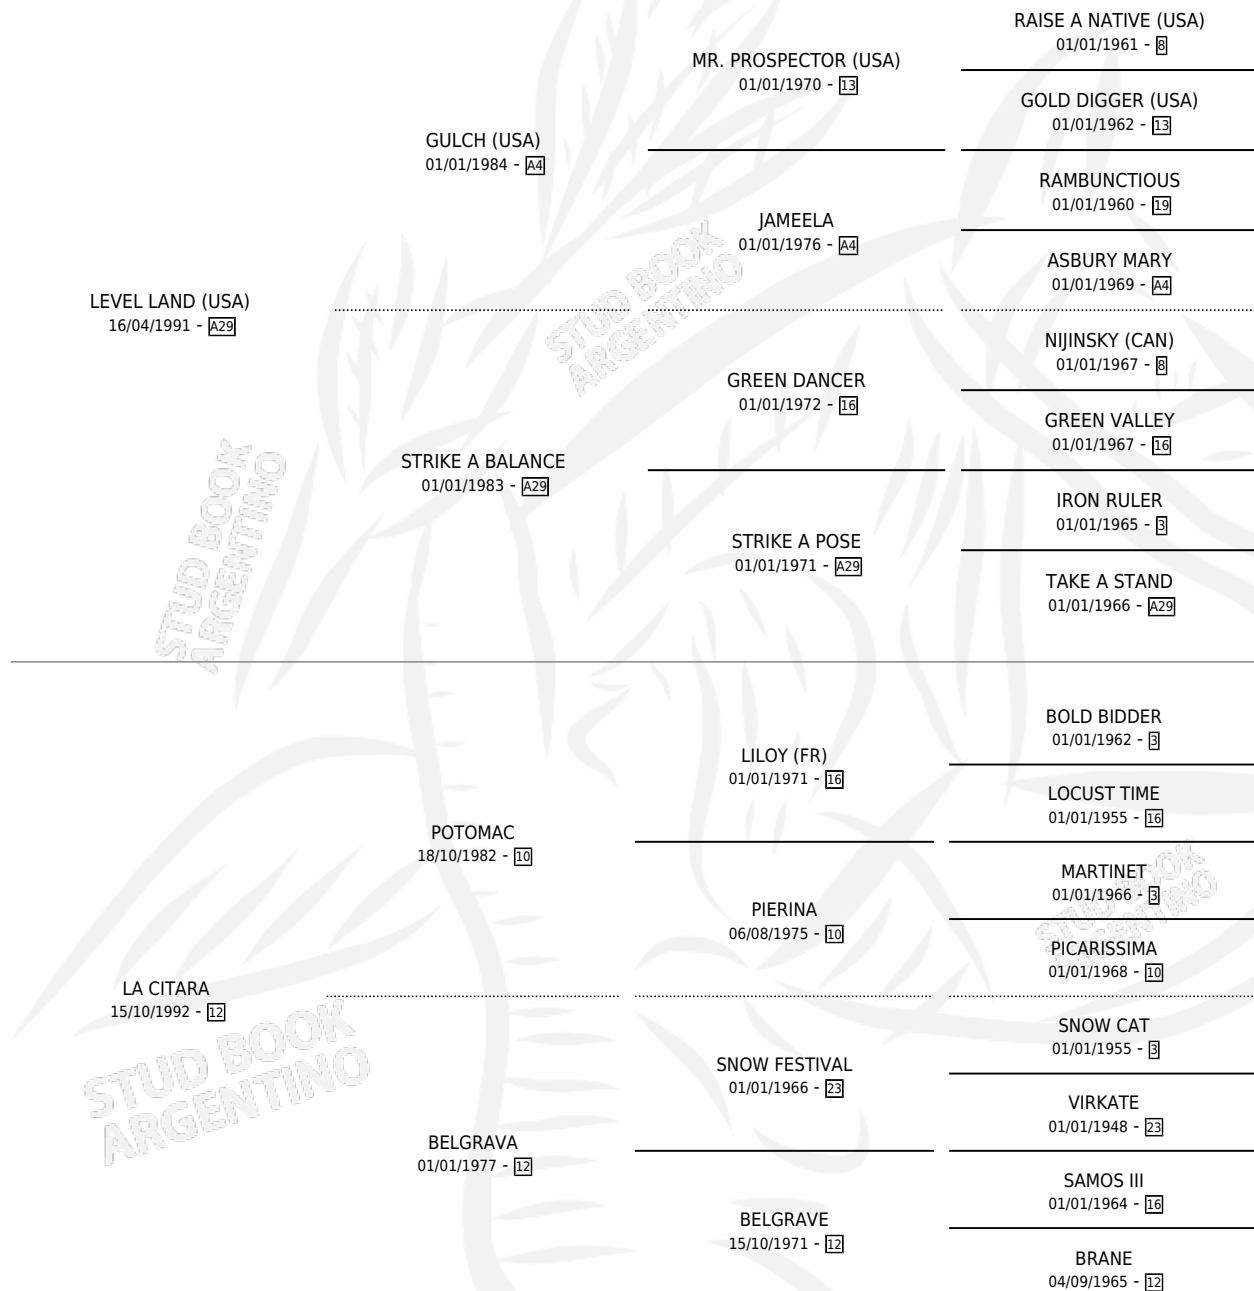 RAISE A NATIVE (USA)
01/01/1961 - 8
MR. PROSPECTOR (USA)
01/01/1970 - 13
GOLD DIGGER (USA)
01/01/1962 - 13
GULCH (USA)
01/01/1984 - A4
RAMBUNCTIOUS
01/01/1960 - 19
JAMEELA
01/01/1976 - A4
ASBURY MARY
01/01/1969 - A4
LEVEL LAND (USA)
16/04/1991 - A29
STUD BOOK
ARGENTINO
NIJINSKY (CAN)
01/01/1967 - 8
GREEN DANCER
01/01/1972 - 16
GREEN VALLEY
01/01/1967 - 16
STRIKE A BALANCE
01/01/1983 - A29
IRON RULER
01/01/1965 - 3
STRIKE A POSE
01/01/1971 - A29
TAKE A STAND
01/01/1966 - A29
STUD BOOK
ARGENTINO
BOLD BIDDER
01/01/1962 - 3
LILOY (FR)
01/01/1971 - 16
LOCUST TIME
01/01/1955 - 16
POTOMAC
18/10/1982 - 10
MARTINET
01/01/1966 - 3
PIERINA
06/08/1975 - 10
PICARISSIMA
01/01/1968 - 10
STUD BOOK
ARGENTINO
LA CITARA
15/10/1992 - 12
SNOW CAT
01/01/1955 - 3
SNOW FESTIVAL
01/01/1966 - 23
VIRKATE
01/01/1948 - 23
STUD BOOK
ARGENTINO
BELGRAVA
01/01/1977 - 12
SAMOS III
01/01/1964 - 16
BELGRAVE
15/10/1971 - 12
BRANE
04/09/1965 - 12